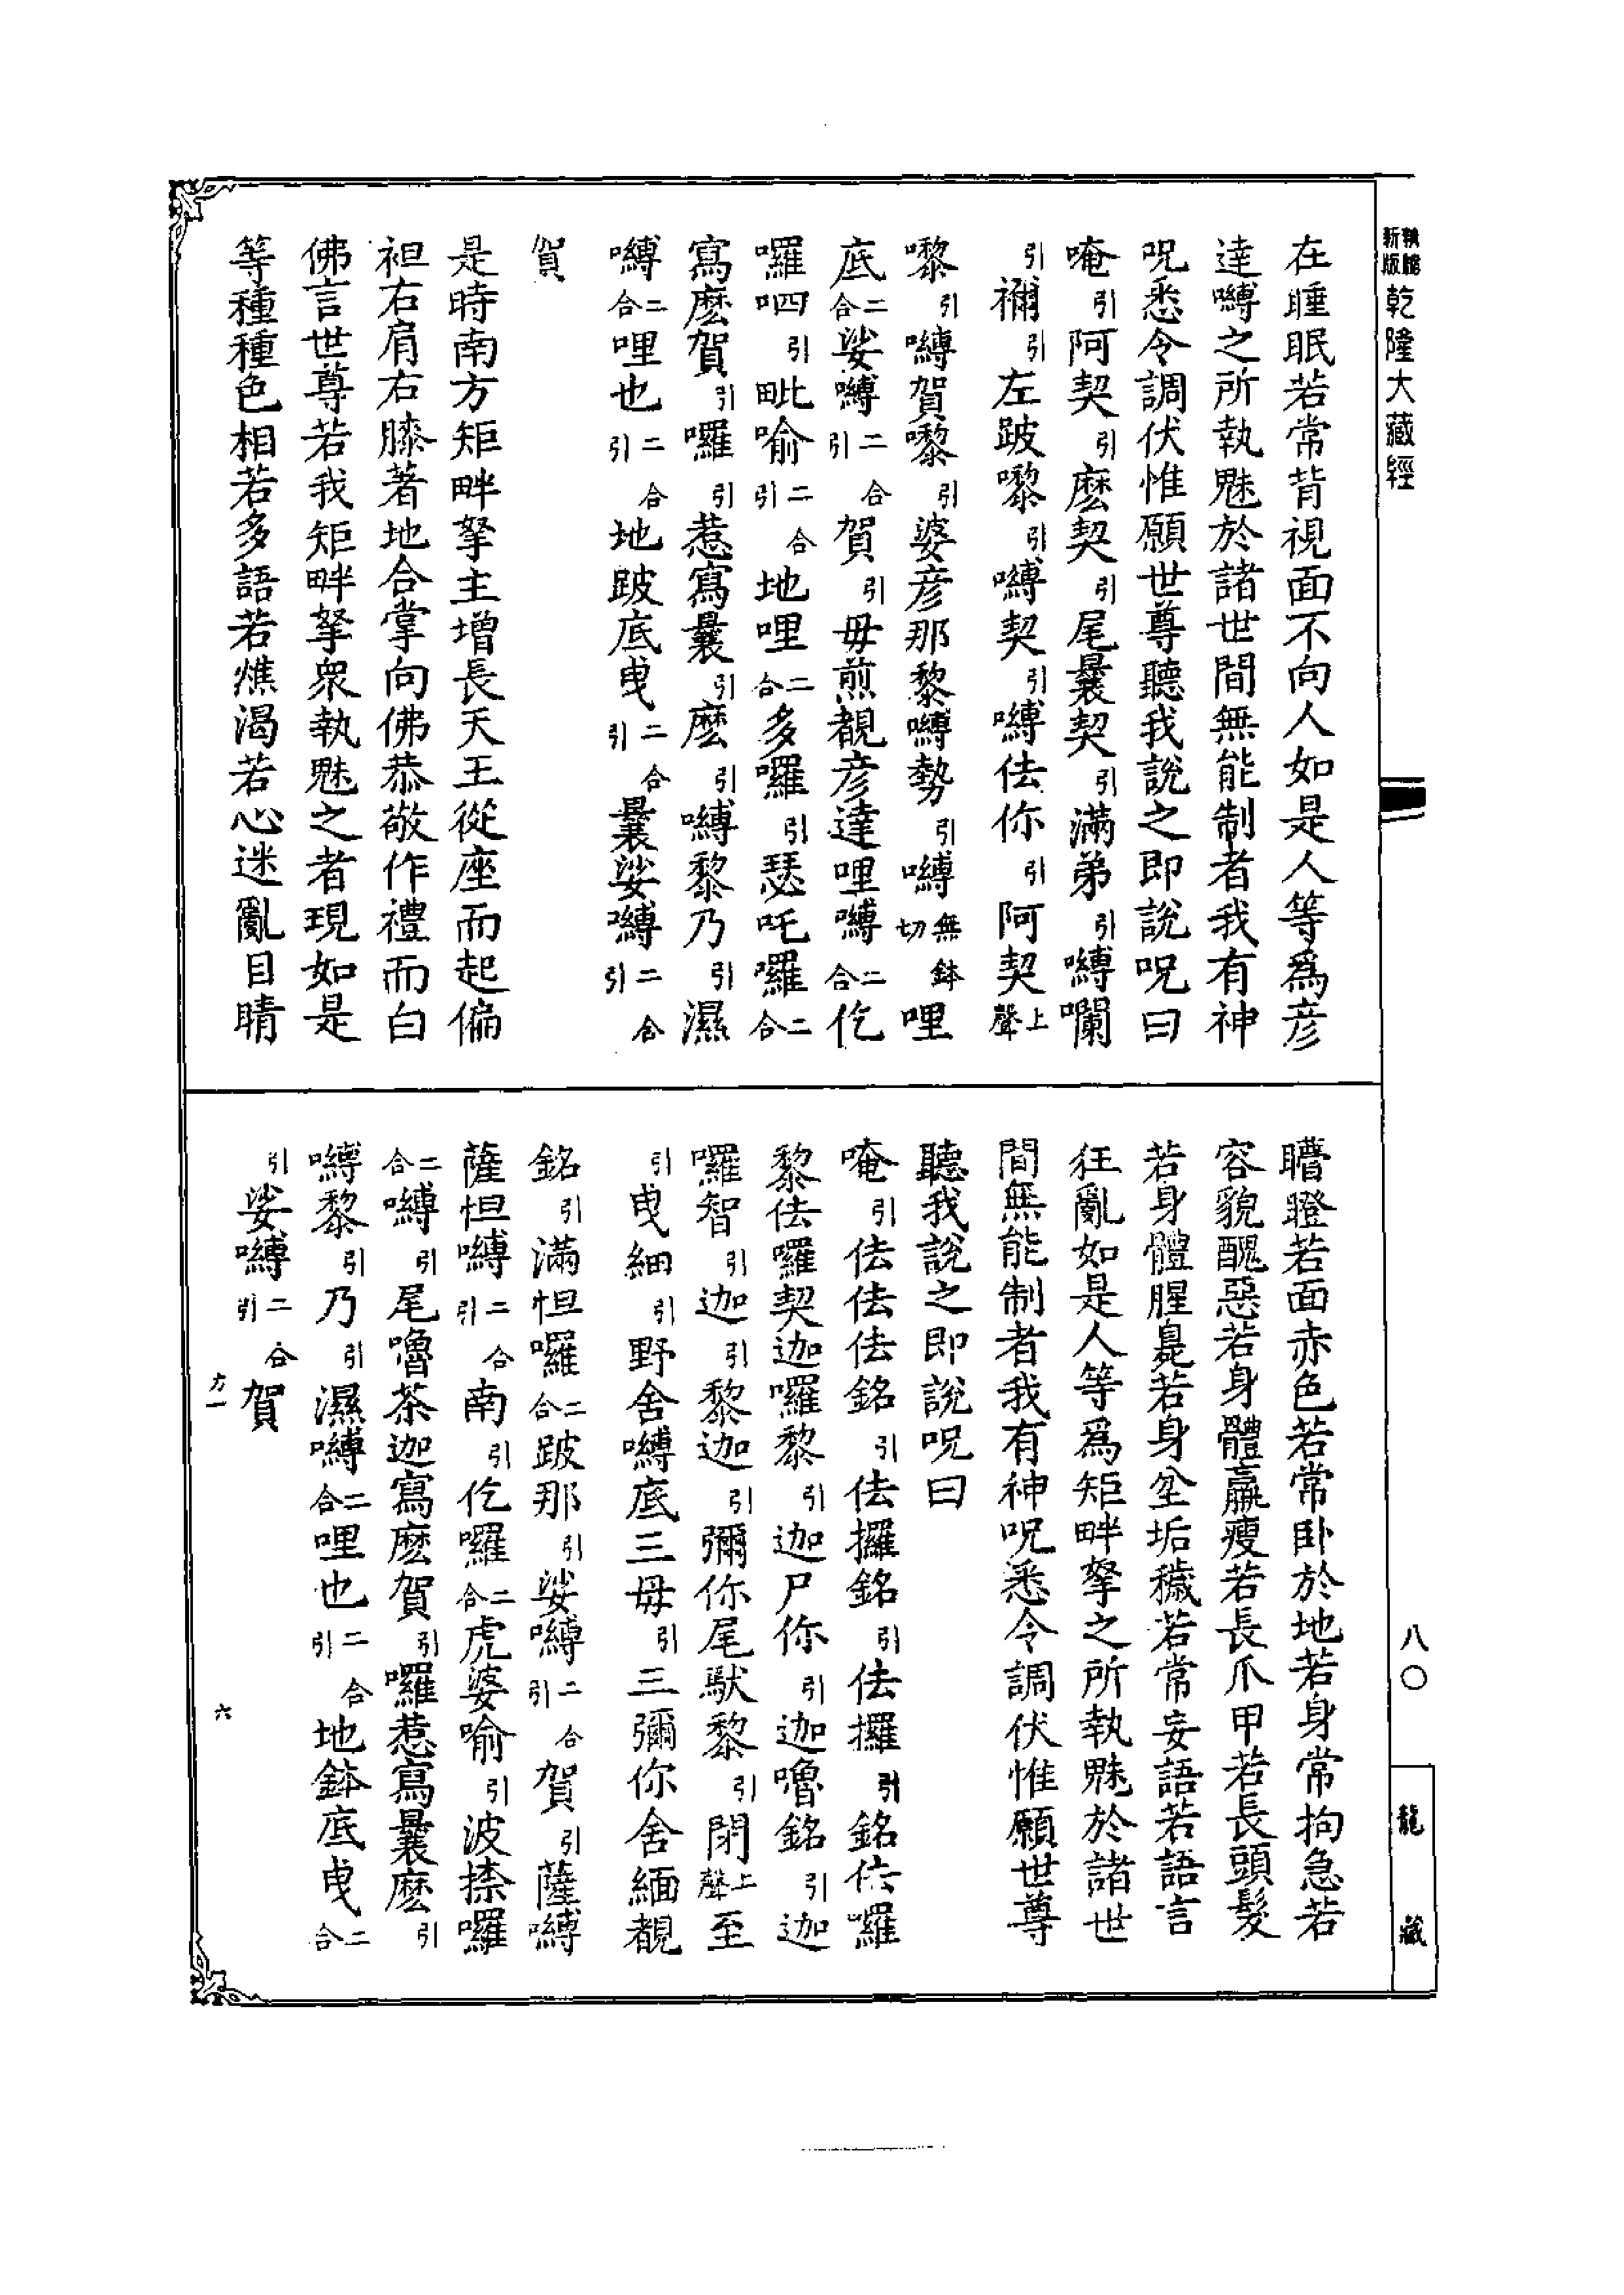 新版
乾隆大藏經
在睡眠若常背視面不向人如是人等爲彦
達嚩之所執魅於諸世間無能制者我有神
呪悉令調伏惟願世尊聽我說之即說呪曰
唵引阿契引麽契引尾曩契引滿弟引嚩囒
引禰引左跛嚟引嚩契引嚩佉你引阿契上聲
嚟引嚩賀嚟引婆彦那黎嚩勢引嚩無鉢切哩
底二合娑嚩二合引賀引毋煎覩彦達哩嚩二合仡
囉呬引毗喻二合引地哩二合多囉引瑟吒囉二合
寫麽賀引囉引惹寫曩引麽引嚩黎乃引濕
嚩二合哩也二合引地跛底曳二合引曩娑嚩二合引
賀
是時南方矩畔拏主增長天王從座而起偏
袒右肩右膝著地合掌向佛恭敬作禮而白
佛言世尊若我矩畔拏衆執魅之者現如是
等種種色相若多語若燋渴若心迷亂目睛
瞻瞪若面赤色若常卧於地若身常拘急若
容貌醜惡若身體羸瘦若長爪甲若長頭髮
若身體腥臭若身坌垢穢若常妄語若語言
狂亂如是人等爲矩畔拏之所執魅於諸世
間無能制者我有神呪悉令調伏惟願世尊
聽我說之即說呪曰
唵引佉佉佉銘引佉攞銘引佉攞引銘佉囉
黎佉囉契迦囉黎引迦尸你引迦嚕銘引迦
囉智引迦引黎迦引彌你尾馱黎引閉上聲至
引曳細引野舍嚩底三毋引三彌你舍緬覩
銘引滿怛囉二合跛那引娑嚩二合引賀引薩嚩
薩怛嚩二合引南引仡囉二合虎婆喻引波捺囉
二合嚩引尾嚕茶迦寫麽賀引囉惹寫曩麽引
嚩黎引乃引濕嚩二合哩也二合引地鉢底曳二合
引娑嚩二合引賀
力一
六
八〇
龍藏